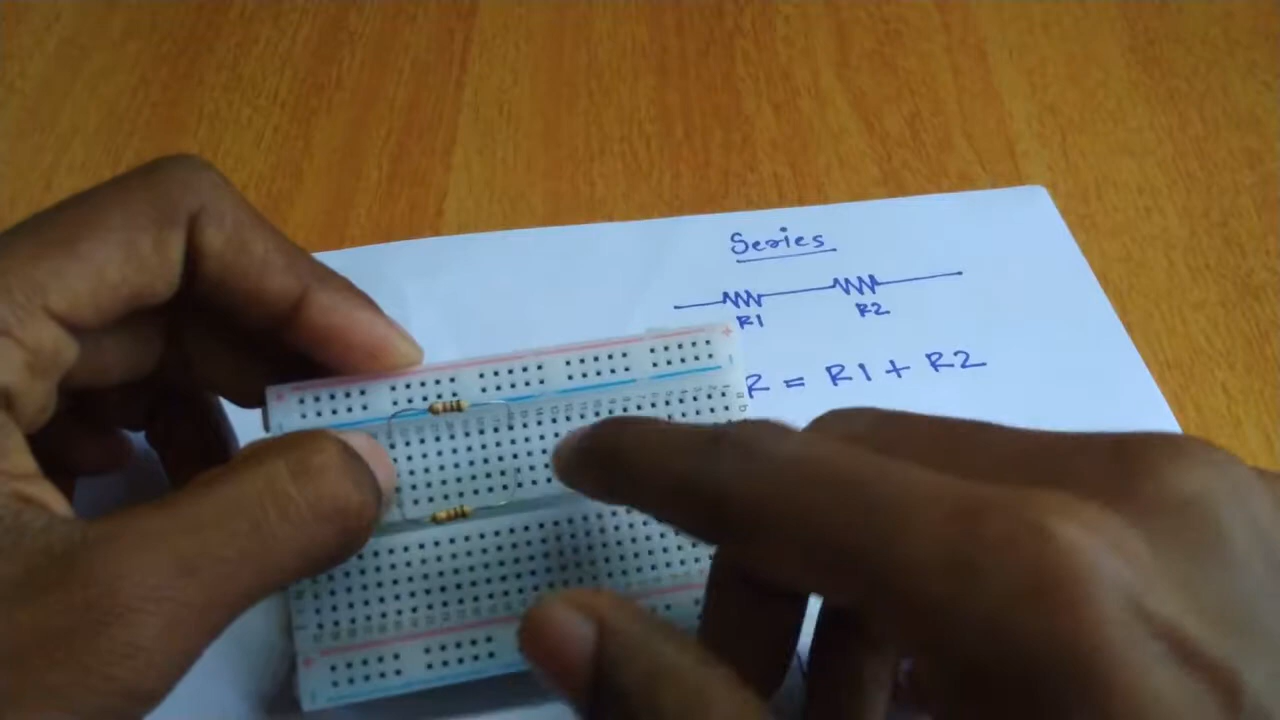 Series
R1 R2
R = R1 + R2
+ +
- -
a
b
+
-